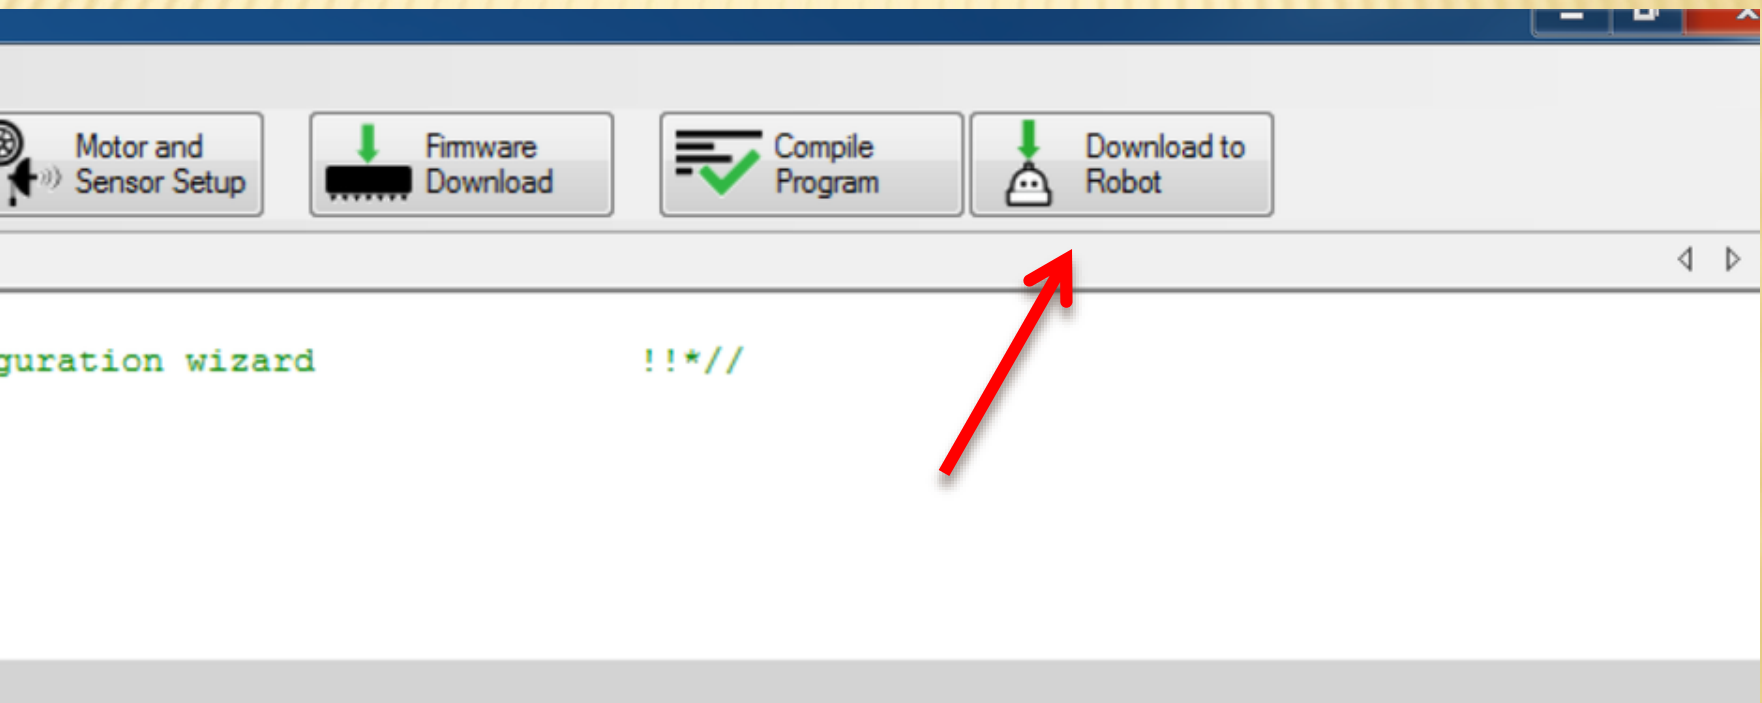 Motor and
Sensor Setup
Firmware
Download
Compile
Program
Download to
Robot
guration wizard !!*//